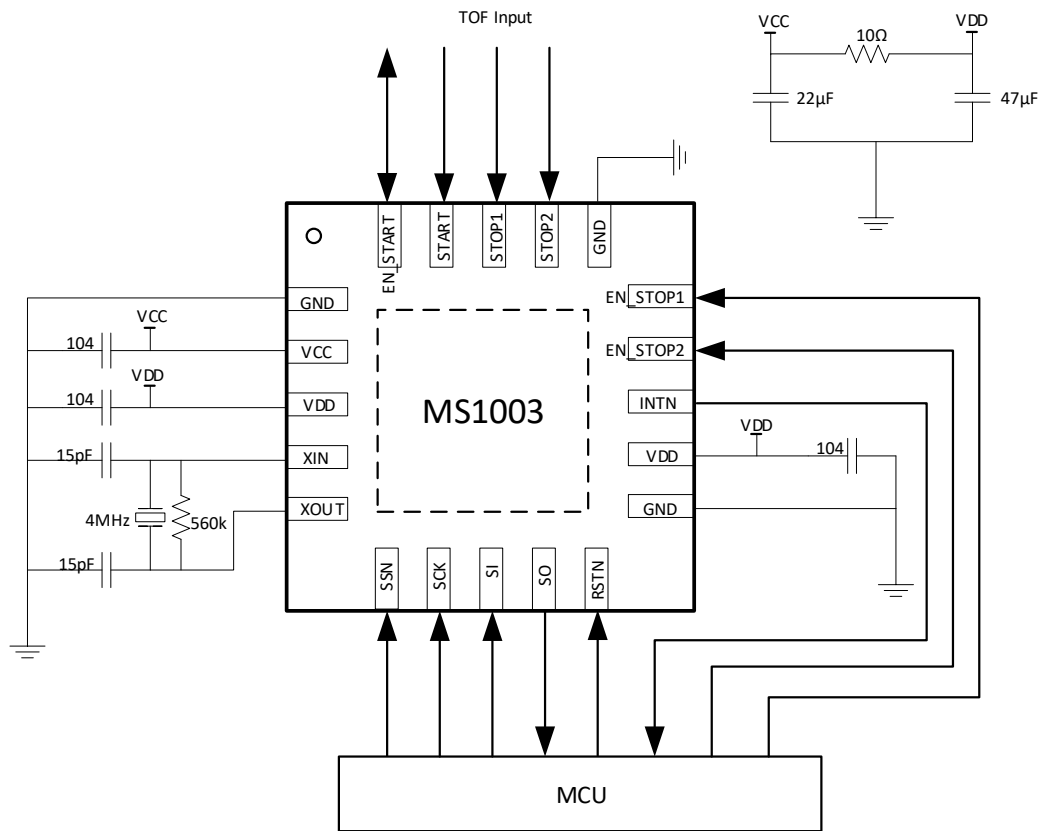 TOF Input
VCC
10Ω
VDD
22μF
47μF
EN_START
START
STOP1
STOP2
GND
GND
EN_STOP1
VCC
104
VCC
EN_STOP2
VDD
104
VDD
MS1003
INTN
VDD
15pF
XIN
VDD
104
4MHz
560k
XOUT
GND
15pF
SSN
SCK
SI
SO
RSTN
MCU